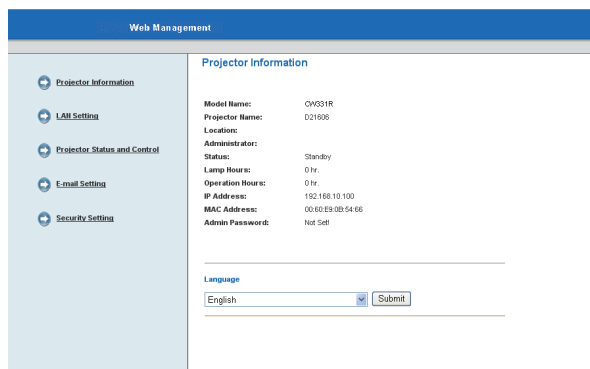 Web Management
Projector Information
LAN Setting
Projector Status and Control
E-mail Setting
Security Setting
Projector Information
Model Name: CW331R
Projector Name: D21606
Location:
Administrator:
Status: Standby
Lamp Hours: 0 hr.
Operation Hours: 0 hr.
IP Address: 192.168.10.100
MAC Address: 00:60:E9:0B:54:66
Admin Password: Not Set!
Language
English Submit